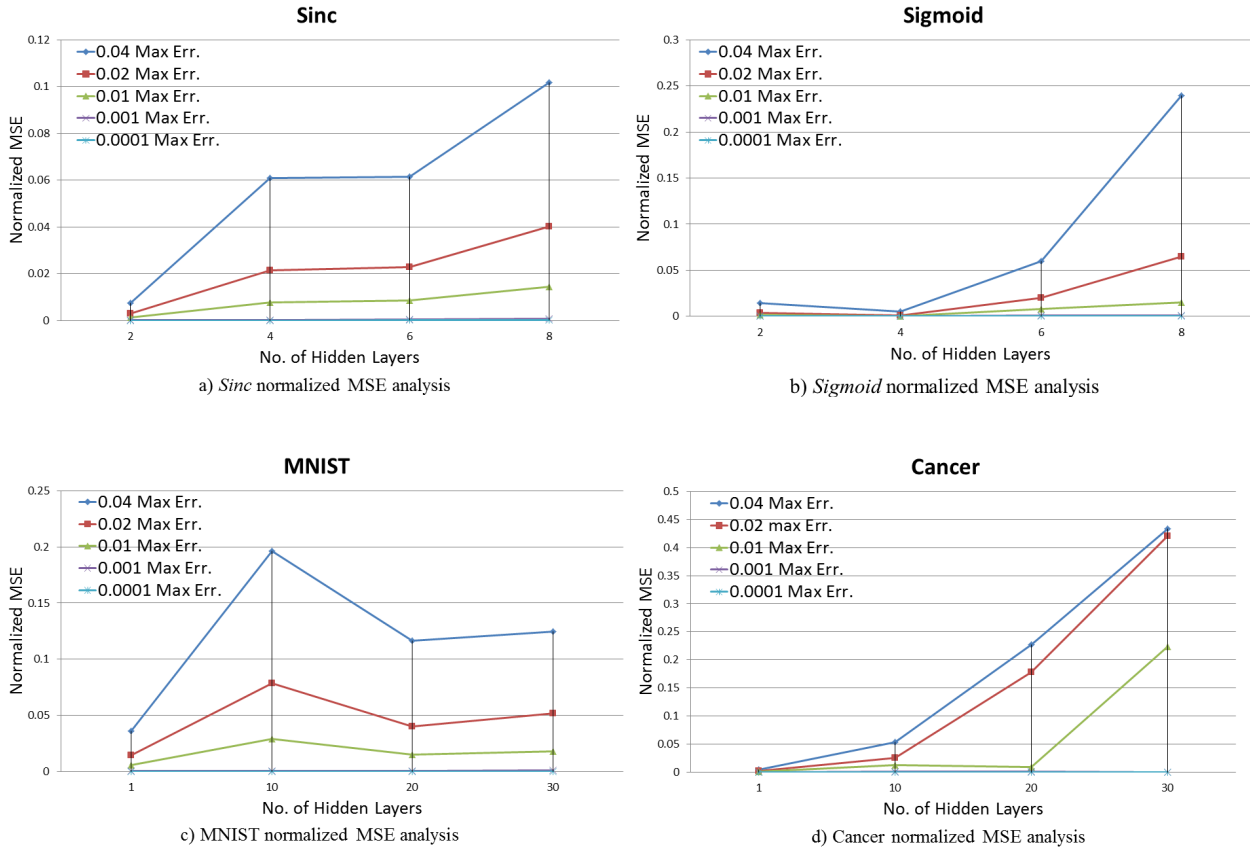 Sinc
0.12
0.1
0.08
0.06
0.04
0.02
0
Normalized MSE
0.04 Max Err.
0.02 Max Err.
0.01 Max Err.
0.001 Max Err.
0.0001 Max Err.
2 4 6 8
No. of Hidden Layers
a) Sinc normalized MSE analysis
Sigmoid
0.3
0.25
0.2
0.15
0.1
0.05
0
Normalized MSE
0.04 Max Err.
0.02 Max Err.
0.01 Max Err.
0.001 Max Err.
0.0001 Max Err.
2 4 6 8
No. of Hidden Layers
b) Sigmoid normalized MSE analysis
MNIST
0.25
0.2
0.15
0.1
0.05
0
Normalized MSE
0.04 Max Err.
0.02 Max Err.
0.01 Max Err.
0.001 Max Err.
0.0001 Max Err.
1 10 20 30
No. of Hidden Layers
c) MNIST normalized MSE analysis
Cancer
0.5
0.45
0.4
0.35
0.3
0.25
0.2
0.15
0.1
0.05
0
Normalized MSE
0.04 Max Err.
0.02 max Err.
0.01 Max Err.
0.001 Max Err.
0.0001 Max Err.
1 10 20 30
No. of Hidden Layers
d) Cancer normalized MSE analysis